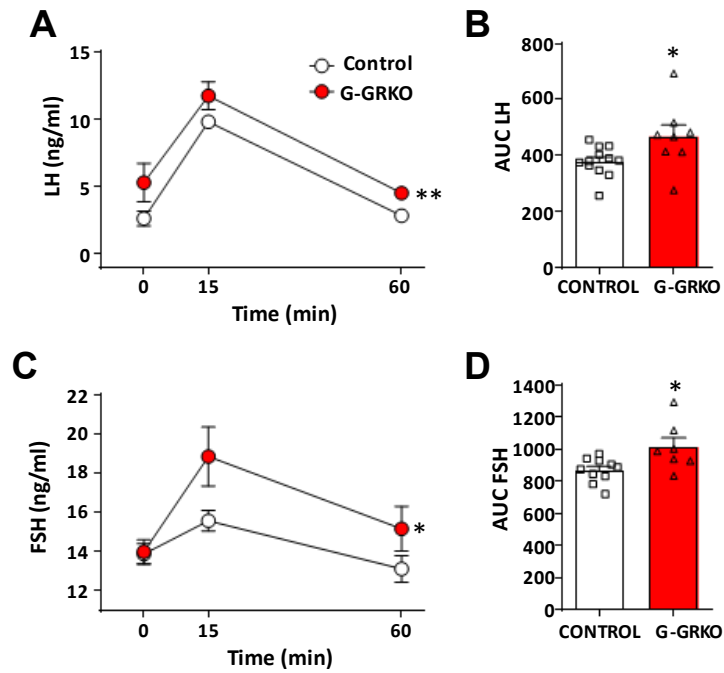 A
15
10
5
0
LH (ng/ml)
Control
G-GRKO
**
0 15 60
Time (min)
B
*
800
600
400
200
0
AUC LH
CONTROL G-GRKO
C
22
20
18
16
14
12
FSH (ng/ml)
*
0 15 60
Time (min)
D
*
1400
1200
1000
800
600
400
200
0
AUC FSH
CONTROL G-GRKO